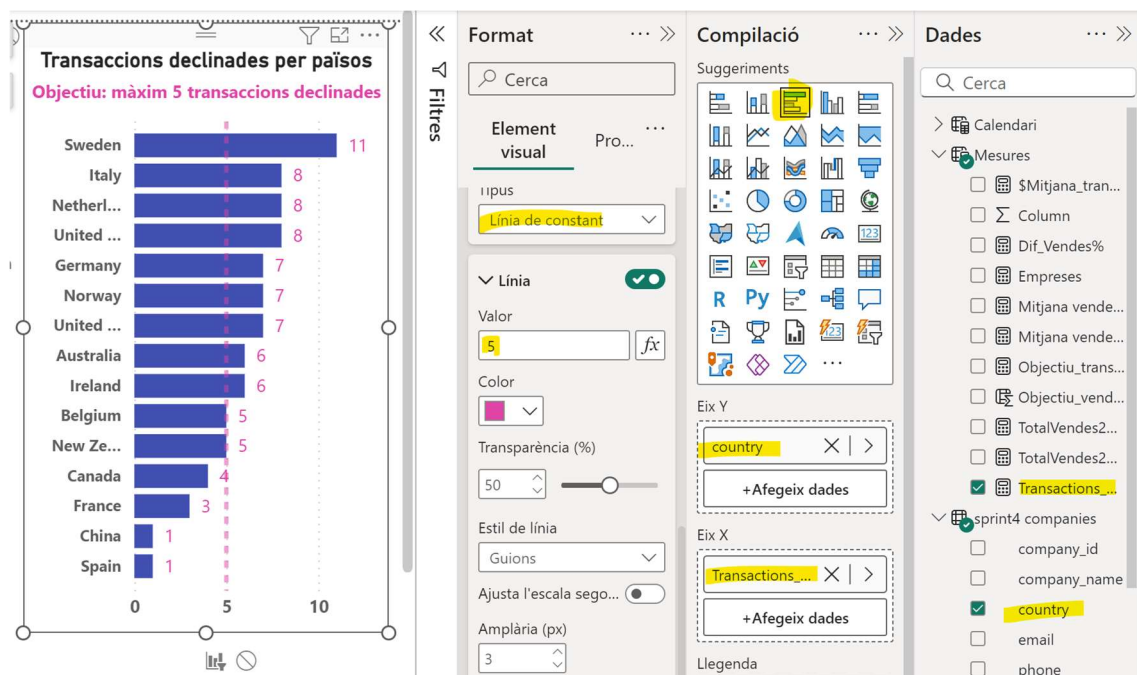 Transaccions declinades per països
Objectiu: màxim 5 transaccions declinades
Sweden 11
Italy 8
Netherl... 8
United ... 8
Germany 7
Norway 7
United ... 7
Australia 6
Ireland 6
Belgium 5
New Ze... 5
Canada 4
France 3
China 1
Spain 1
0 5 10
Filtres
Format
Cerca
Element visual
Pro...
Tipus
Línia de constant
Línia
Valor
5
fx
Color
Transparència (%)
50
Estil de línia
Guions
Ajusta l'escala sego...
Amplària (px)
3
Compilació
Suggeriments
123
R Py
123
Eix Y
country
+Afegeix dades
Eix X
Transactions_...
+Afegeix dades
Llegenda
Dades
Cerca
Calendari
Mesures
$Mitjana_tran...
Column
Dif_Vendes%
Empreses
Mitjana vende...
Mitjana vende...
Objectiu_trans...
Objectiu_vend...
TotalVendes2...
TotalVendes2...
Transactions_...
sprint4 companies
company_id
company_name
country
email
phone